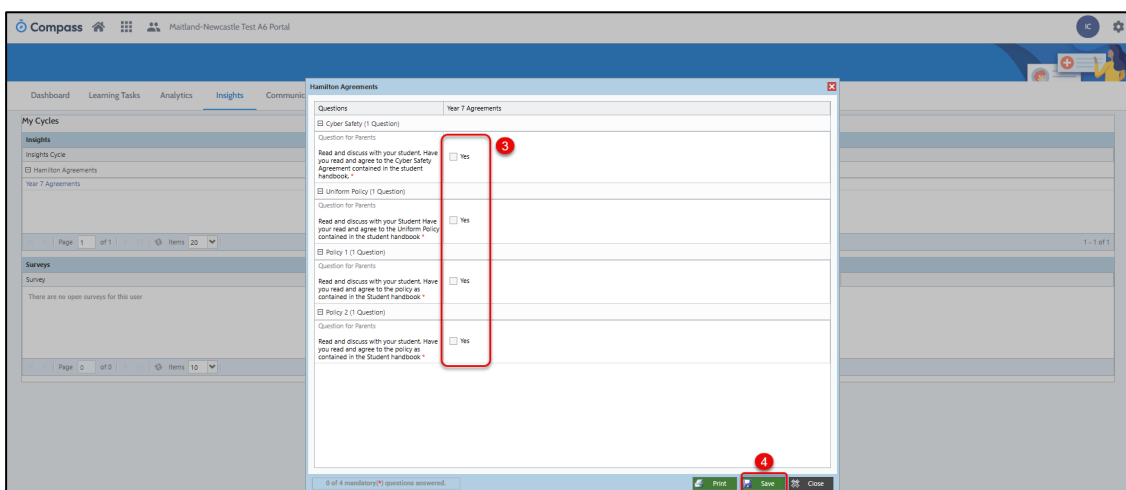 Compass Maitland-Newcastle Test A6 Portal IC
Dashboard Learning Tasks Analytics Insights Communic
My Cycles
Insights
Insights Cycle
Hamilton Agreements
Year 7 Agreements
Page 1 of 1 Items 20
1 - 1 of 1
Surveys
Survey
There are no open surveys for this user
Page 0 of 0 Items 10
Hamilton Agreements
Questions Year 7 Agreements
Cyber Safety (1 Question)
Question for Parents
Read and discuss with your student. Have
you read and agree to the Cyber Safety
Agreement contained in the student
handbook. *
Yes
3
Uniform Policy (1 Question)
Question for Parents
Read and discuss with your Student Have
your read and agree to the Uniform Policy
contained in the student handbook *
Yes
Policy 1 (1 Question)
Question for Parents
Read and discuss with your student. Have
you read and agree to the policy as
contained in the Student handbook *
Yes
Policy 2 (1 Question)
Question for Parents
Read and discuss with your student. Have
you read and agree to the policy as
contained in the Student handbook *
Yes
4
0 of 4 mandatory(*) questions answered. Print Save Close